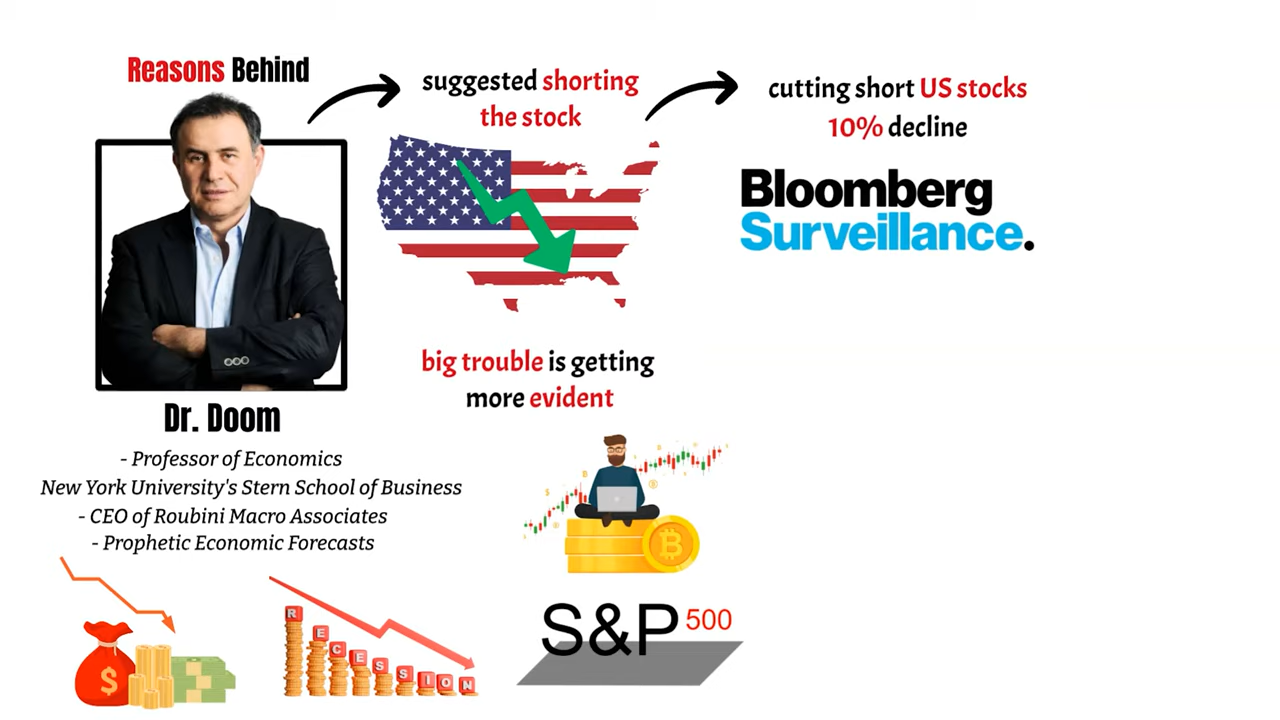 Reasons Behind
suggested shorting
the stock
cutting short US stocks
10% decline
Bloomberg
Surveillance.
big trouble is getting
more evident
Dr. Doom
- Professor of Economics
New York University's Stern School of Business
- CEO of Roubini Macro Associates
- Prophetic Economic Forecasts
$
RECESSION
S&P 500